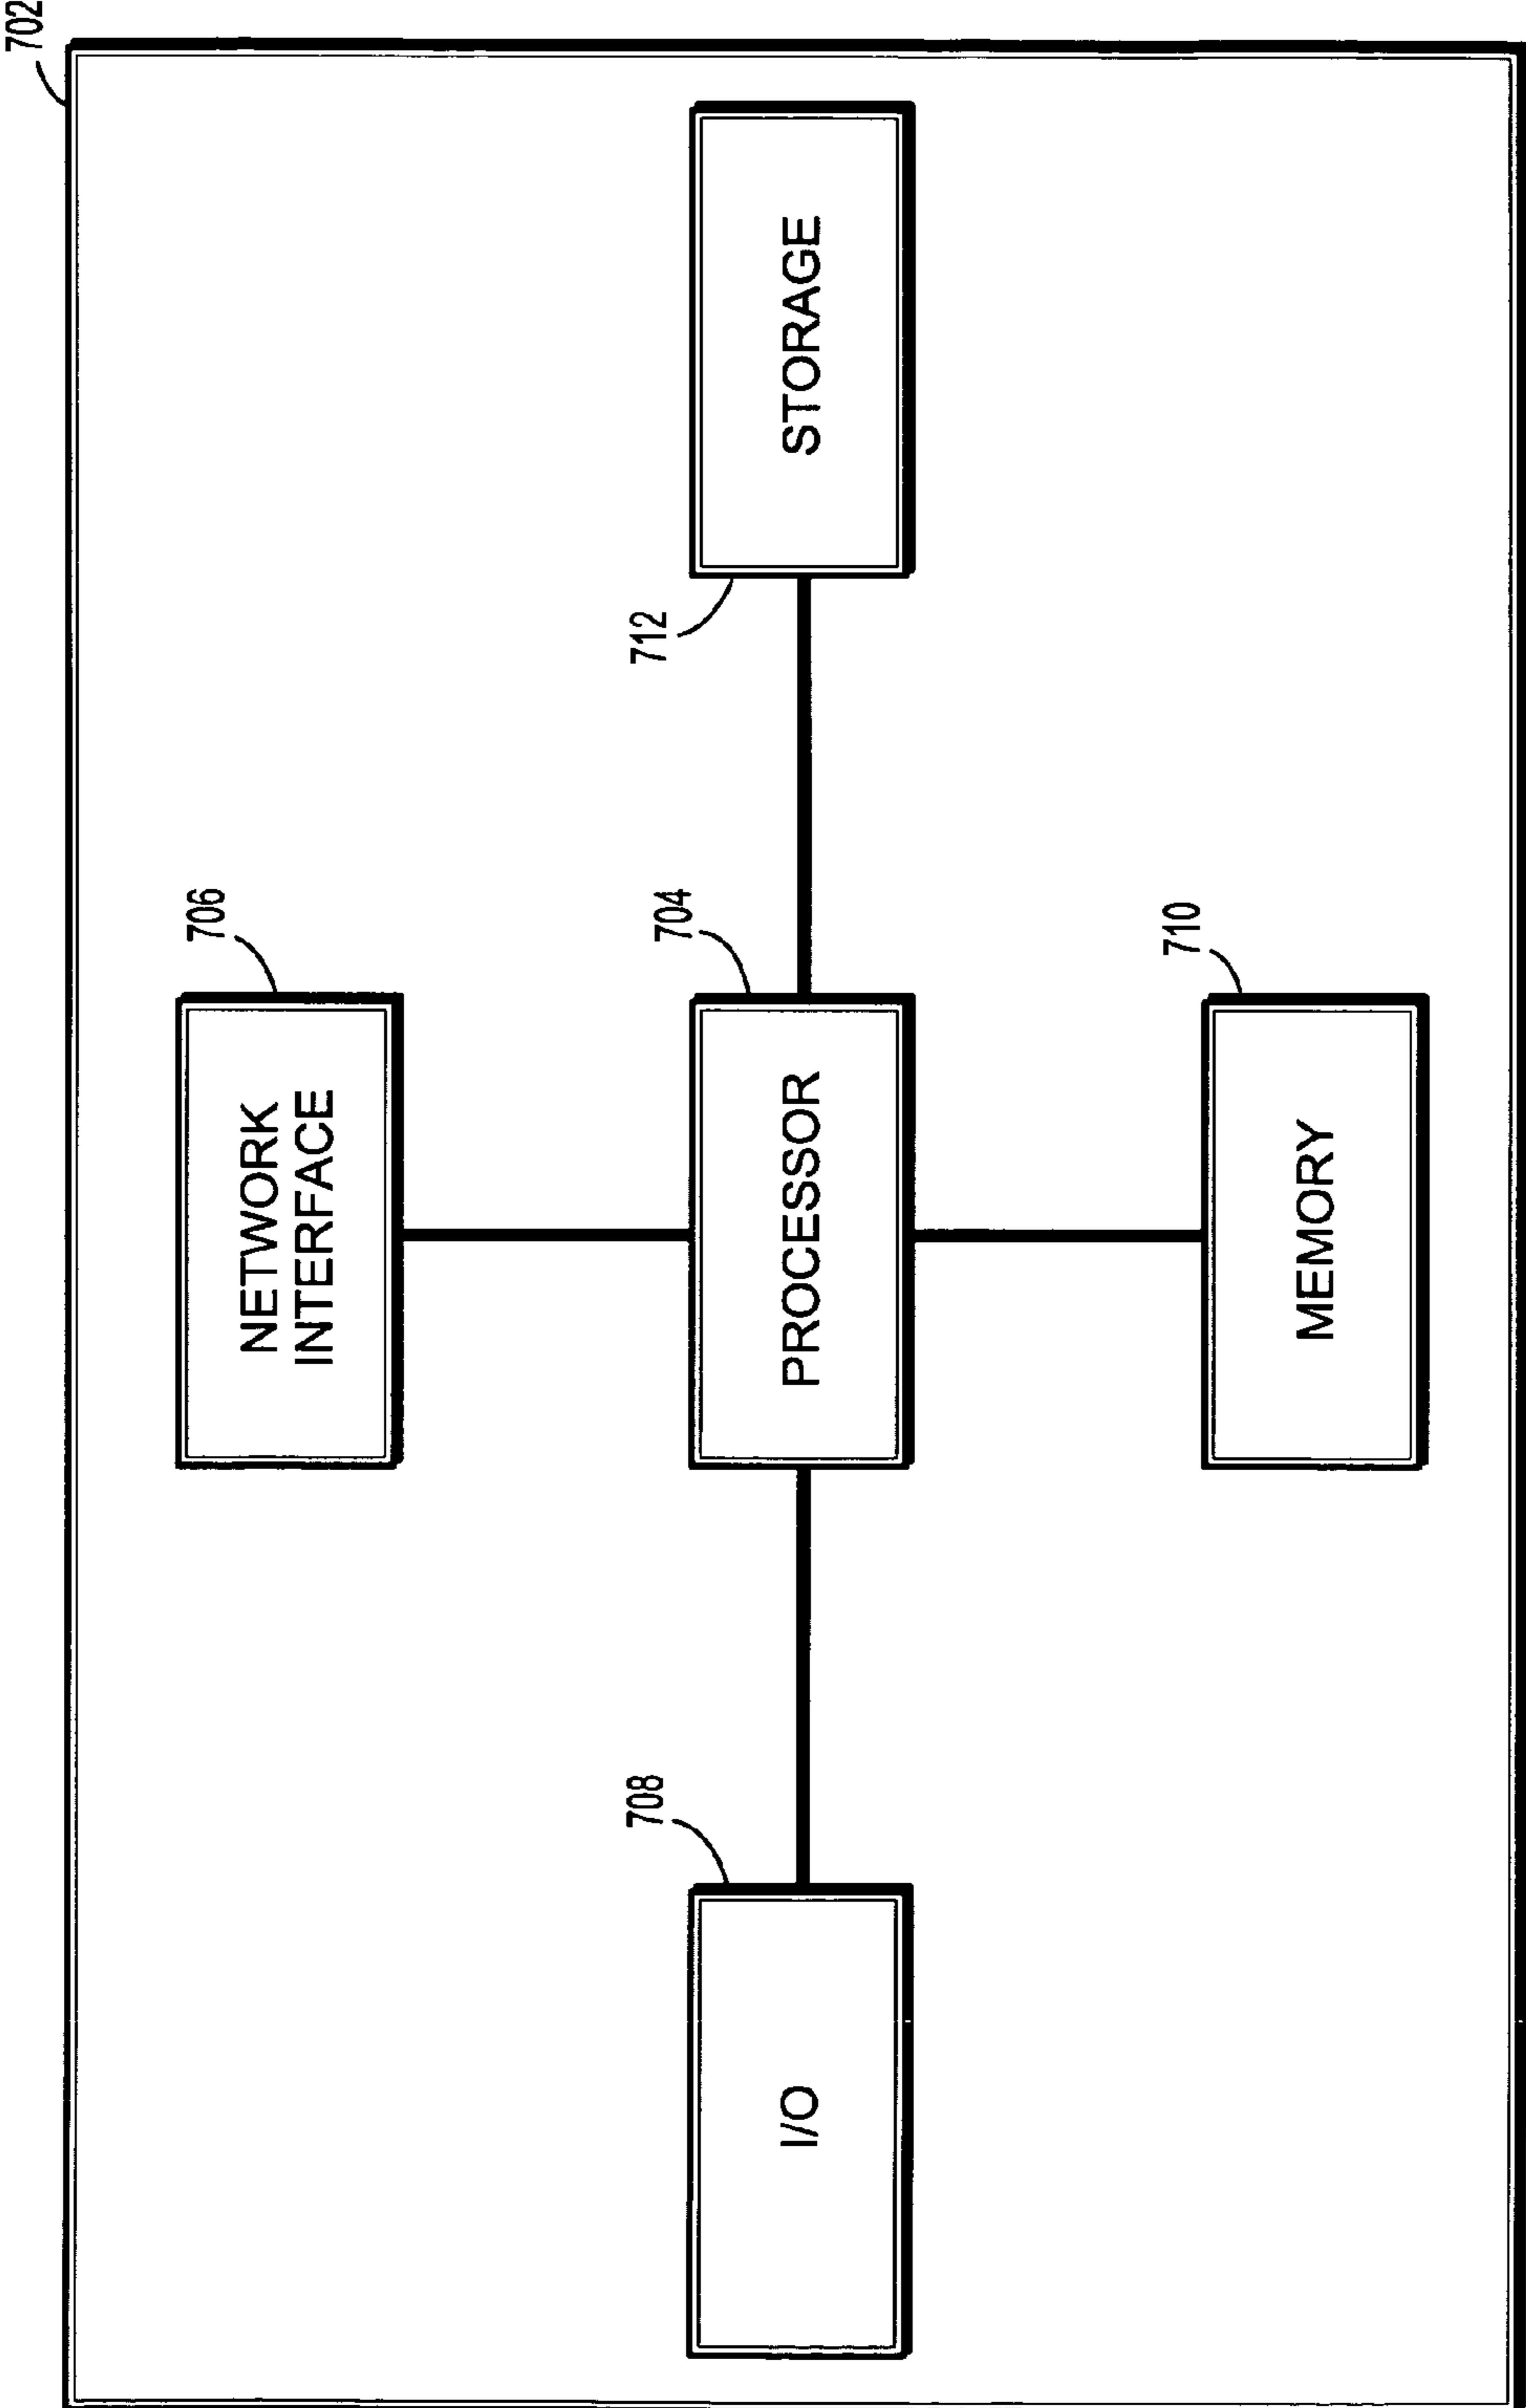 702
706
NETWORK
INTERFACE
708
704
712
I/O
PROCESSOR
STORAGE
710
MEMORY